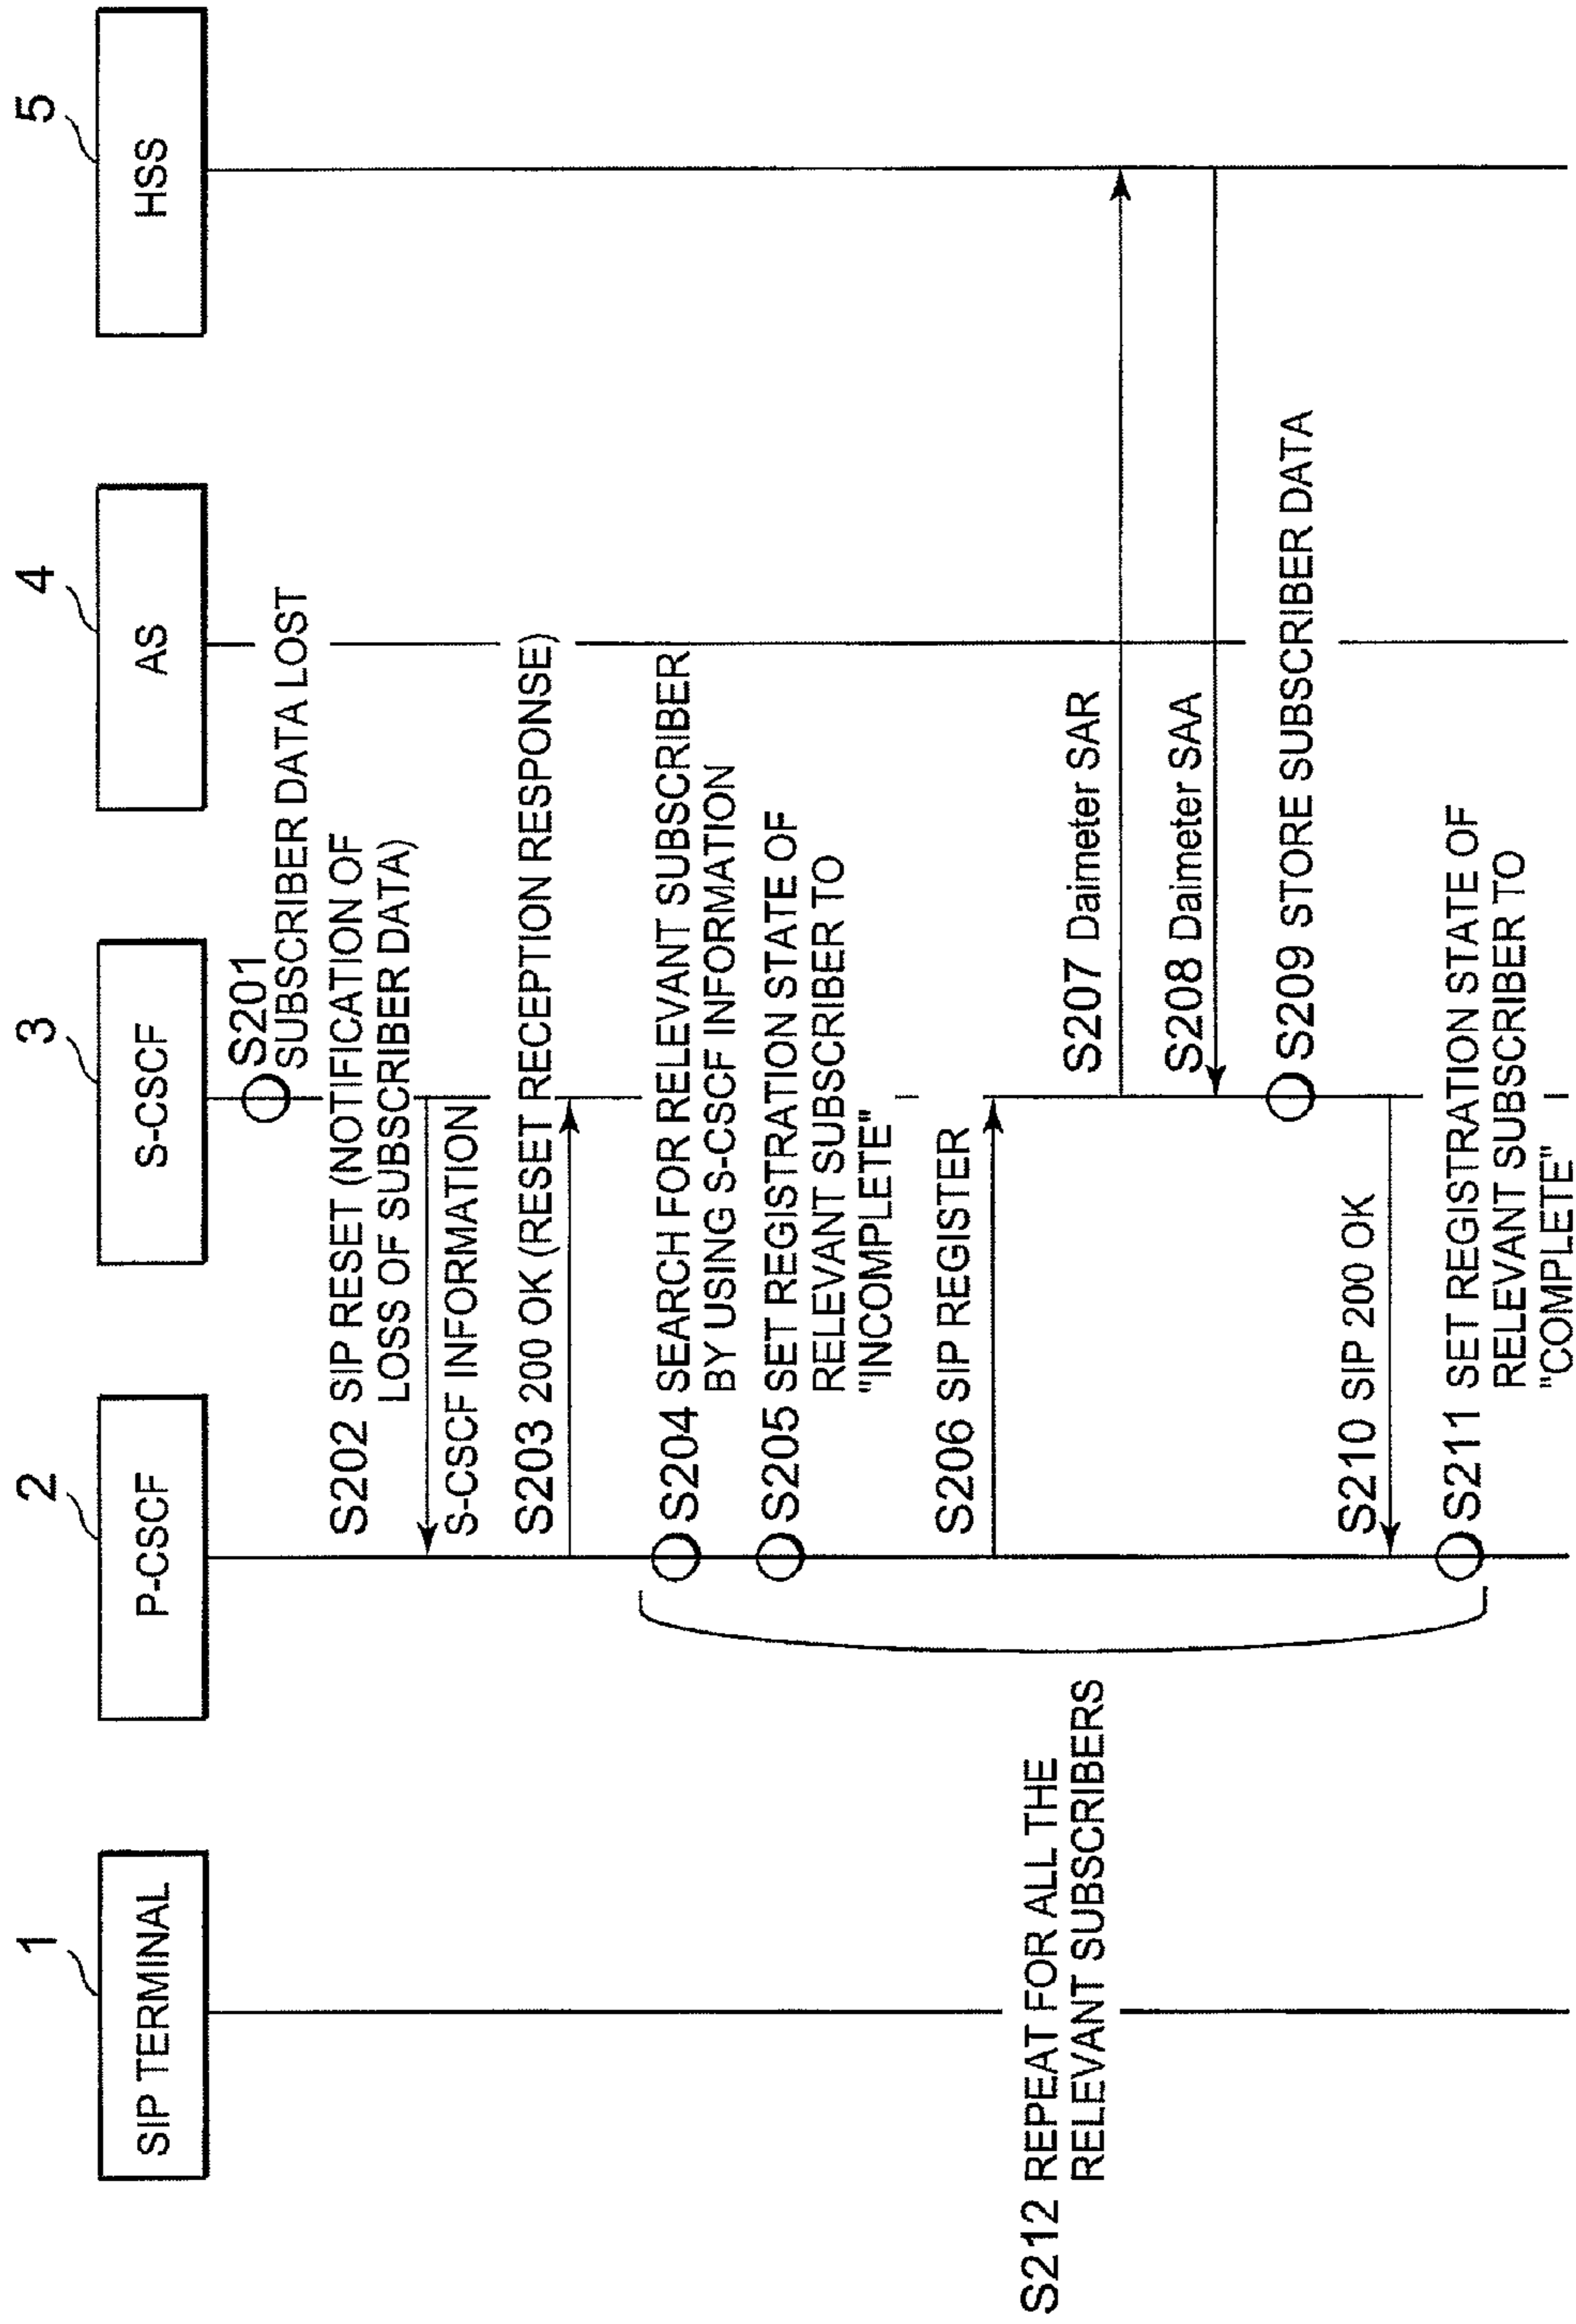 1
2
3
4
5
SIP TERMINAL
P-CSCF
S-CSCF
AS
HSS
S201
SUBSCRIBER DATA LOST
S202 SIP RESET (NOTIFICATION OF
LOSS OF SUBSCRIBER DATA)
S-CSCF INFORMATION
S203 200 OK (RESET RECEPTION RESPONSE)
S204 SEARCH FOR RELEVANT SUBSCRIBER
BY USING S-CSCF INFORMATION
S205 SET REGISTRATION STATE OF
RELEVANT SUBSCRIBER TO
"INCOMPLETE"
S206 SIP REGISTER
S207 Daimeter SAR
S208 Daimeter SAA
S209 STORE SUBSCRIBER DATA
S210 SIP 200 OK
S211 SET REGISTRATION STATE OF
RELEVANT SUBSCRIBER TO
"COMPLETE"
S212 REPEAT FOR ALL THE
RELEVANT SUBSCRIBERS